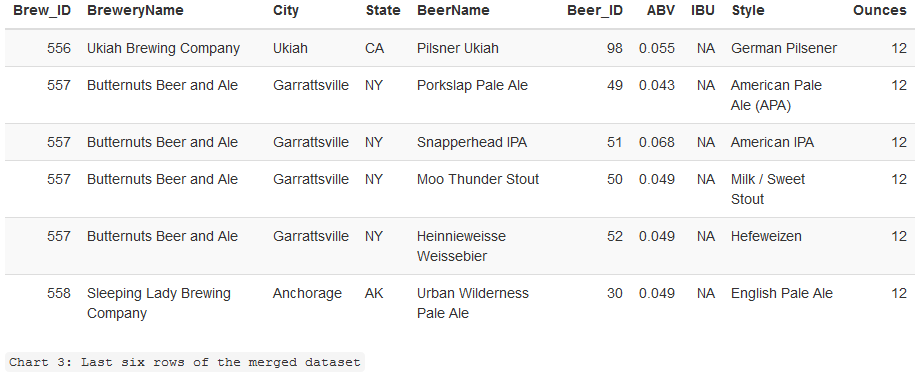 Brew_ID BreweryName City State BeerName Beer_ID ABV IBU Style Ounces
556 Ukiah Brewing Company Ukiah CA Pilsner Ukiah 98 0.055 NA German Pilsener 12
557 Butternuts Beer and Ale Garrattsville NY Porkslap Pale Ale 49 0.043 NA American Pale 12
Ale (APA)
557 Butternuts Beer and Ale Garrattsville NY Snapperhead IPA 51 0.068 NA American IPA 12
557 Butternuts Beer and Ale Garrattsville NY Moo Thunder Stout 50 0.049 NA Milk / Sweet 12
Stout
557 Butternuts Beer and Ale Garrattsville NY Heinnieweisse 52 0.049 NA Hefeweizen 12
Weissebier
558 Sleeping Lady Brewing Anchorage AK Urban Wilderness 30 0.049 NA English Pale Ale 12
Company Pale Ale
Chart 3: Last six rows of the merged dataset